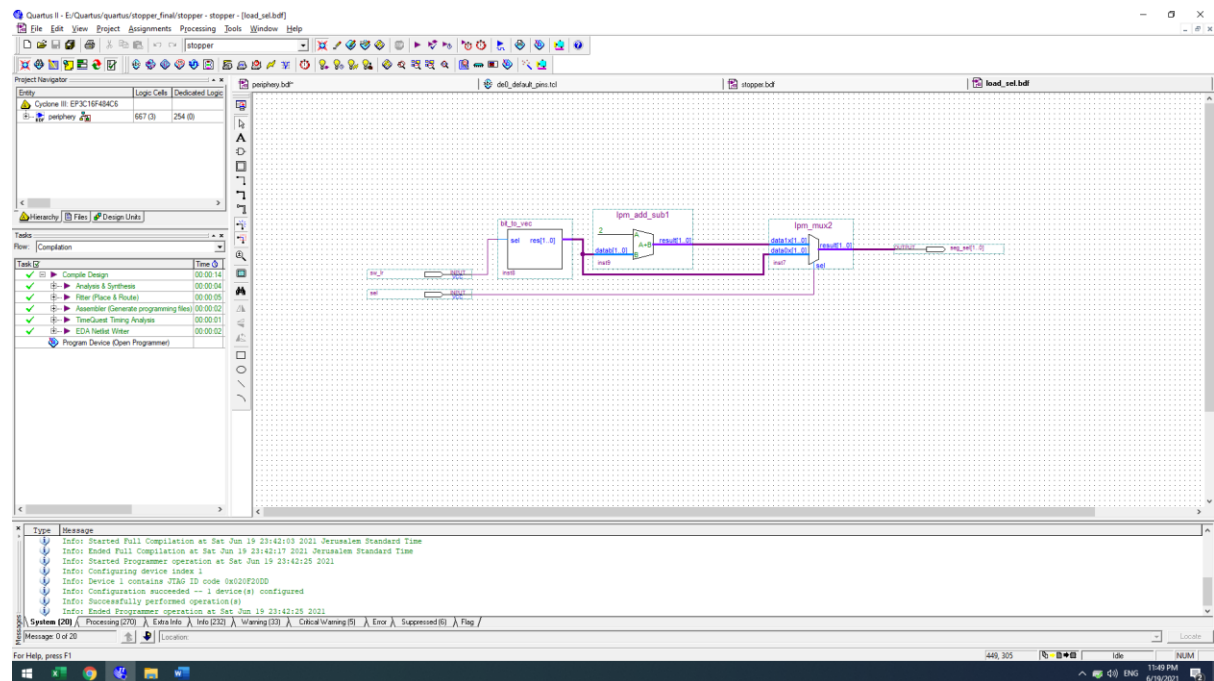 Quartus II - E:/Quartus/quartus/stopper_final/stopper - stopper - [load_sel.bdf]
File Edit View Project Assignments Processing Tools Window Help
stopper
Project Navigator
Entity Logic Cells Dedicated Logic
Cyclone III: EP3C16F484C6
periphery 667 (3) 254 (0)
Hierarchy Files Design Units
Tasks
Flow: Compilation
Task Time
Compile Design 00:00:14
Analysis & Synthesis 00:00:04
Fitter (Place & Route) 00:00:05
Assembler (Generate programming files) 00:00:02
TimeQuest Timing Analysis 00:00:01
EDA Netlist Writer 00:00:02
Program Device (Open Programmer)
periphery.bdf* de0_default_pins.tcl stopper.bdf load_sel.bdf
bit_to_vec
sel res[1..0]
inst6
lpm_add_sub1
2
A
A+B
B
datab[1..0]
result[1..0]
inst5
lpm_mux2
data1x[1..0]
data0x[1..0]
result[1..0]
inst7
sel
sw_lr INPUT
VCC
sel INPUT
VCC
OUTPUT seg_sel[1..0]
Type Message
Info: Started Full Compilation at Sat Jun 19 23:42:03 2021 Jerusalem Standard Time
Info: Ended Full Compilation at Sat Jun 19 23:42:17 2021 Jerusalem Standard Time
Info: Started Programmer operation at Sat Jun 19 23:42:25 2021
Info: Configuring device index 1
Info: Device 1 contains JTAG ID code 0x020F20DD
Info: Configuration succeeded -- 1 device(s) configured
Info: Successfully performed operation(s)
Info: Ended Programmer operation at Sat Jun 19 23:42:25 2021
System (20) Processing (270) Extra Info Info (232) Warning (33) Critical Warning (5) Error Suppressed (6) Flag
Messages
Message: 0 of 28 Location: Locate
For Help, press F1 449, 305 Idle NUM
ENG 11:49 PM
6/19/2021